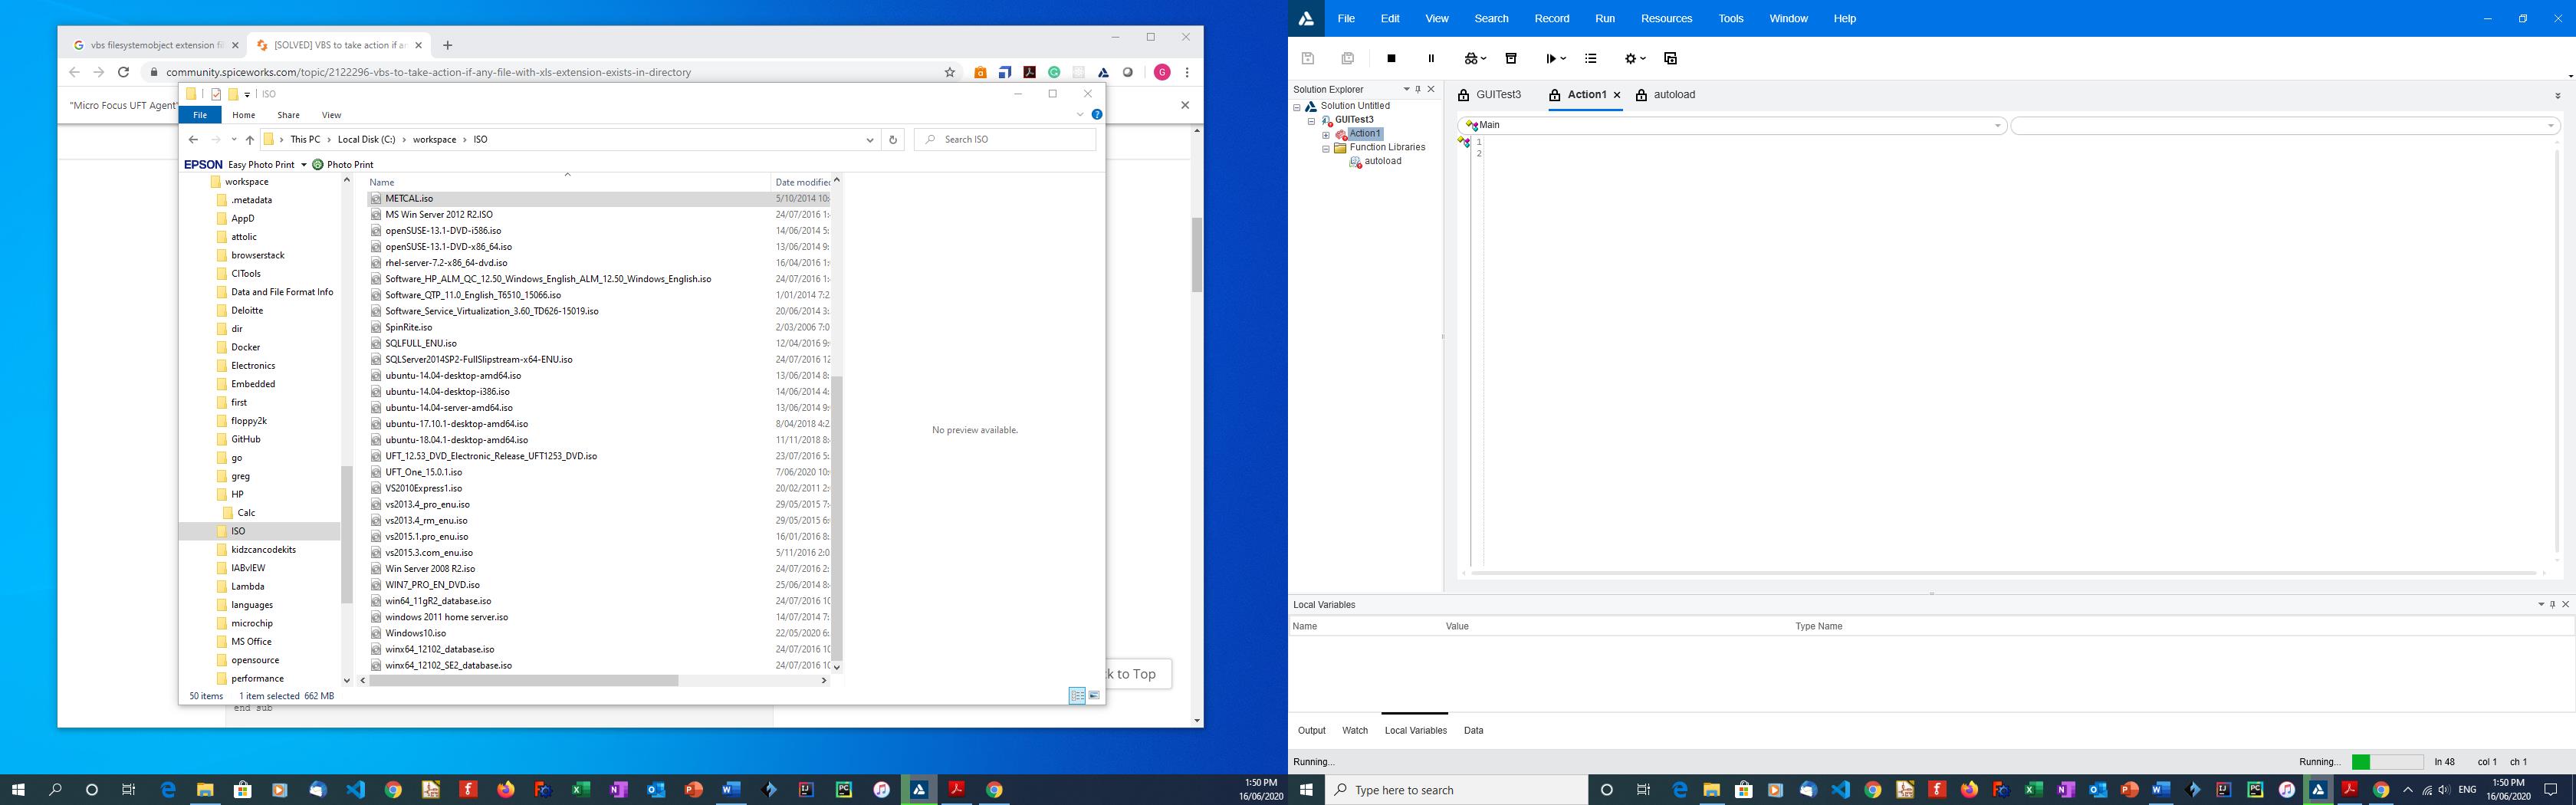 vbs filesystemobject extension fi
[SOLVED] VBS to take action if a
community.spiceworks.com/topic/2122296-vbs-to-take-action-if-any-file-with-xls-extension-exists-in-directory
G
"Micro Focus UFT Agent"
ISO
File Home Share View
This PC > Local Disk (C:) > workspace > ISO
Search ISO
EPSON Easy Photo Print Photo Print
workspace
.metadata
AppD
attolic
browserstack
CITools
Data and File Format Info
Deloitte
dir
Docker
Electronics
Embedded
first
floppy2k
GitHub
go
greg
HP
Calc
ISO
kidzcancodekits
lABvIEW
Lambda
languages
microchip
MS Office
opensource
performance
Name Date modified
METCAL.iso 5/10/2014 10:
MS Win Server 2012 R2.ISO 24/07/2016 1:
openSUSE-13.1-DVD-i586.iso 14/06/2014 5:
openSUSE-13.1-DVD-x86_64.iso 13/06/2014 9:
rhel-server-7.2-x86_64-dvd.iso 16/04/2016 1:
Software_HP_ALM_QC_12.50_Windows_English_ALM_12.50_Windows_English.iso 24/07/2016 1:
Software_QTP_11.0_English_T6510_15066.iso 1/01/2014 7:2
Software_Service_Virtualization_3.60_TD626-15019.iso 20/06/2014 3:
SpinRite.iso 2/03/2006 7:0
SQLFULL_ENU.iso 12/04/2016 9:
SQLServer2014SP2-FullSlipstream-x64-ENU.iso 24/07/2016 12
ubuntu-14.04-desktop-amd64.iso 13/06/2014 8:
ubuntu-14.04-desktop-i386.iso 14/06/2014 4:
ubuntu-14.04-server-amd64.iso 13/06/2014 9:
ubuntu-17.10.1-desktop-amd64.iso 8/04/2018 4:2
ubuntu-18.04.1-desktop-amd64.iso 11/11/2018 8:
UFT_12.53_DVD_Electronic_Release_UFT1253_DVD.iso 23/07/2016 5:
UFT_One_15.0.1.iso 7/06/2020 10:
VS2010Express1.iso 20/02/2011 2:
vs2013.4_pro_enu.iso 29/05/2015 7:
vs2013.4_rm_enu.iso 29/05/2015 6:
vs2015.1.pro_enu.iso 16/01/2016 8:
vs2015.3.com_enu.iso 5/11/2016 2:0
Win Server 2008 R2.iso 24/07/2016 2:
WIN7_PRO_EN_DVD.iso 25/06/2014 8:
win64_11gR2_database.iso 24/07/2016 10
windows 2011 home server.iso 14/07/2014 7:
Windows10.iso 22/05/2020 6:
winx64_12102_database.iso 24/07/2016 10
winx64_12102_SE2_database.iso 24/07/2016 10
No preview available.
50 items 1 item selected 662 MB
end sub
k to Top
1:50 PM
16/06/2020
File Edit View Search Record Run Resources Tools Window Help
Solution Explorer
Solution Untitled
GUITest3
Action1
Function Libraries
autoload
GUITest3 Action1 autoload
Main
1
2
Local Variables
Name Value Type Name
Output Watch Local Variables Data
Running... Running... ln 48 col 1 ch 1
Type here to search
ENG
1:50 PM
16/06/2020